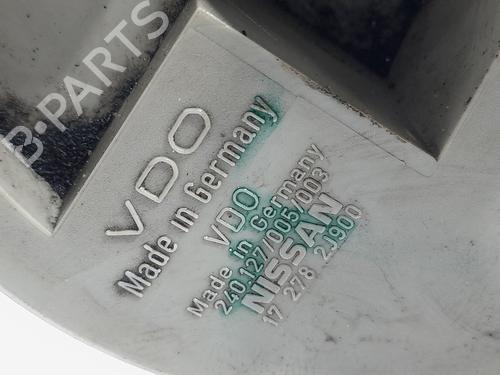 B-PARTS
VDO
Made in Germany
VDO
Made in Germany
240.127/005/003
NISSAN
17 278 2J900